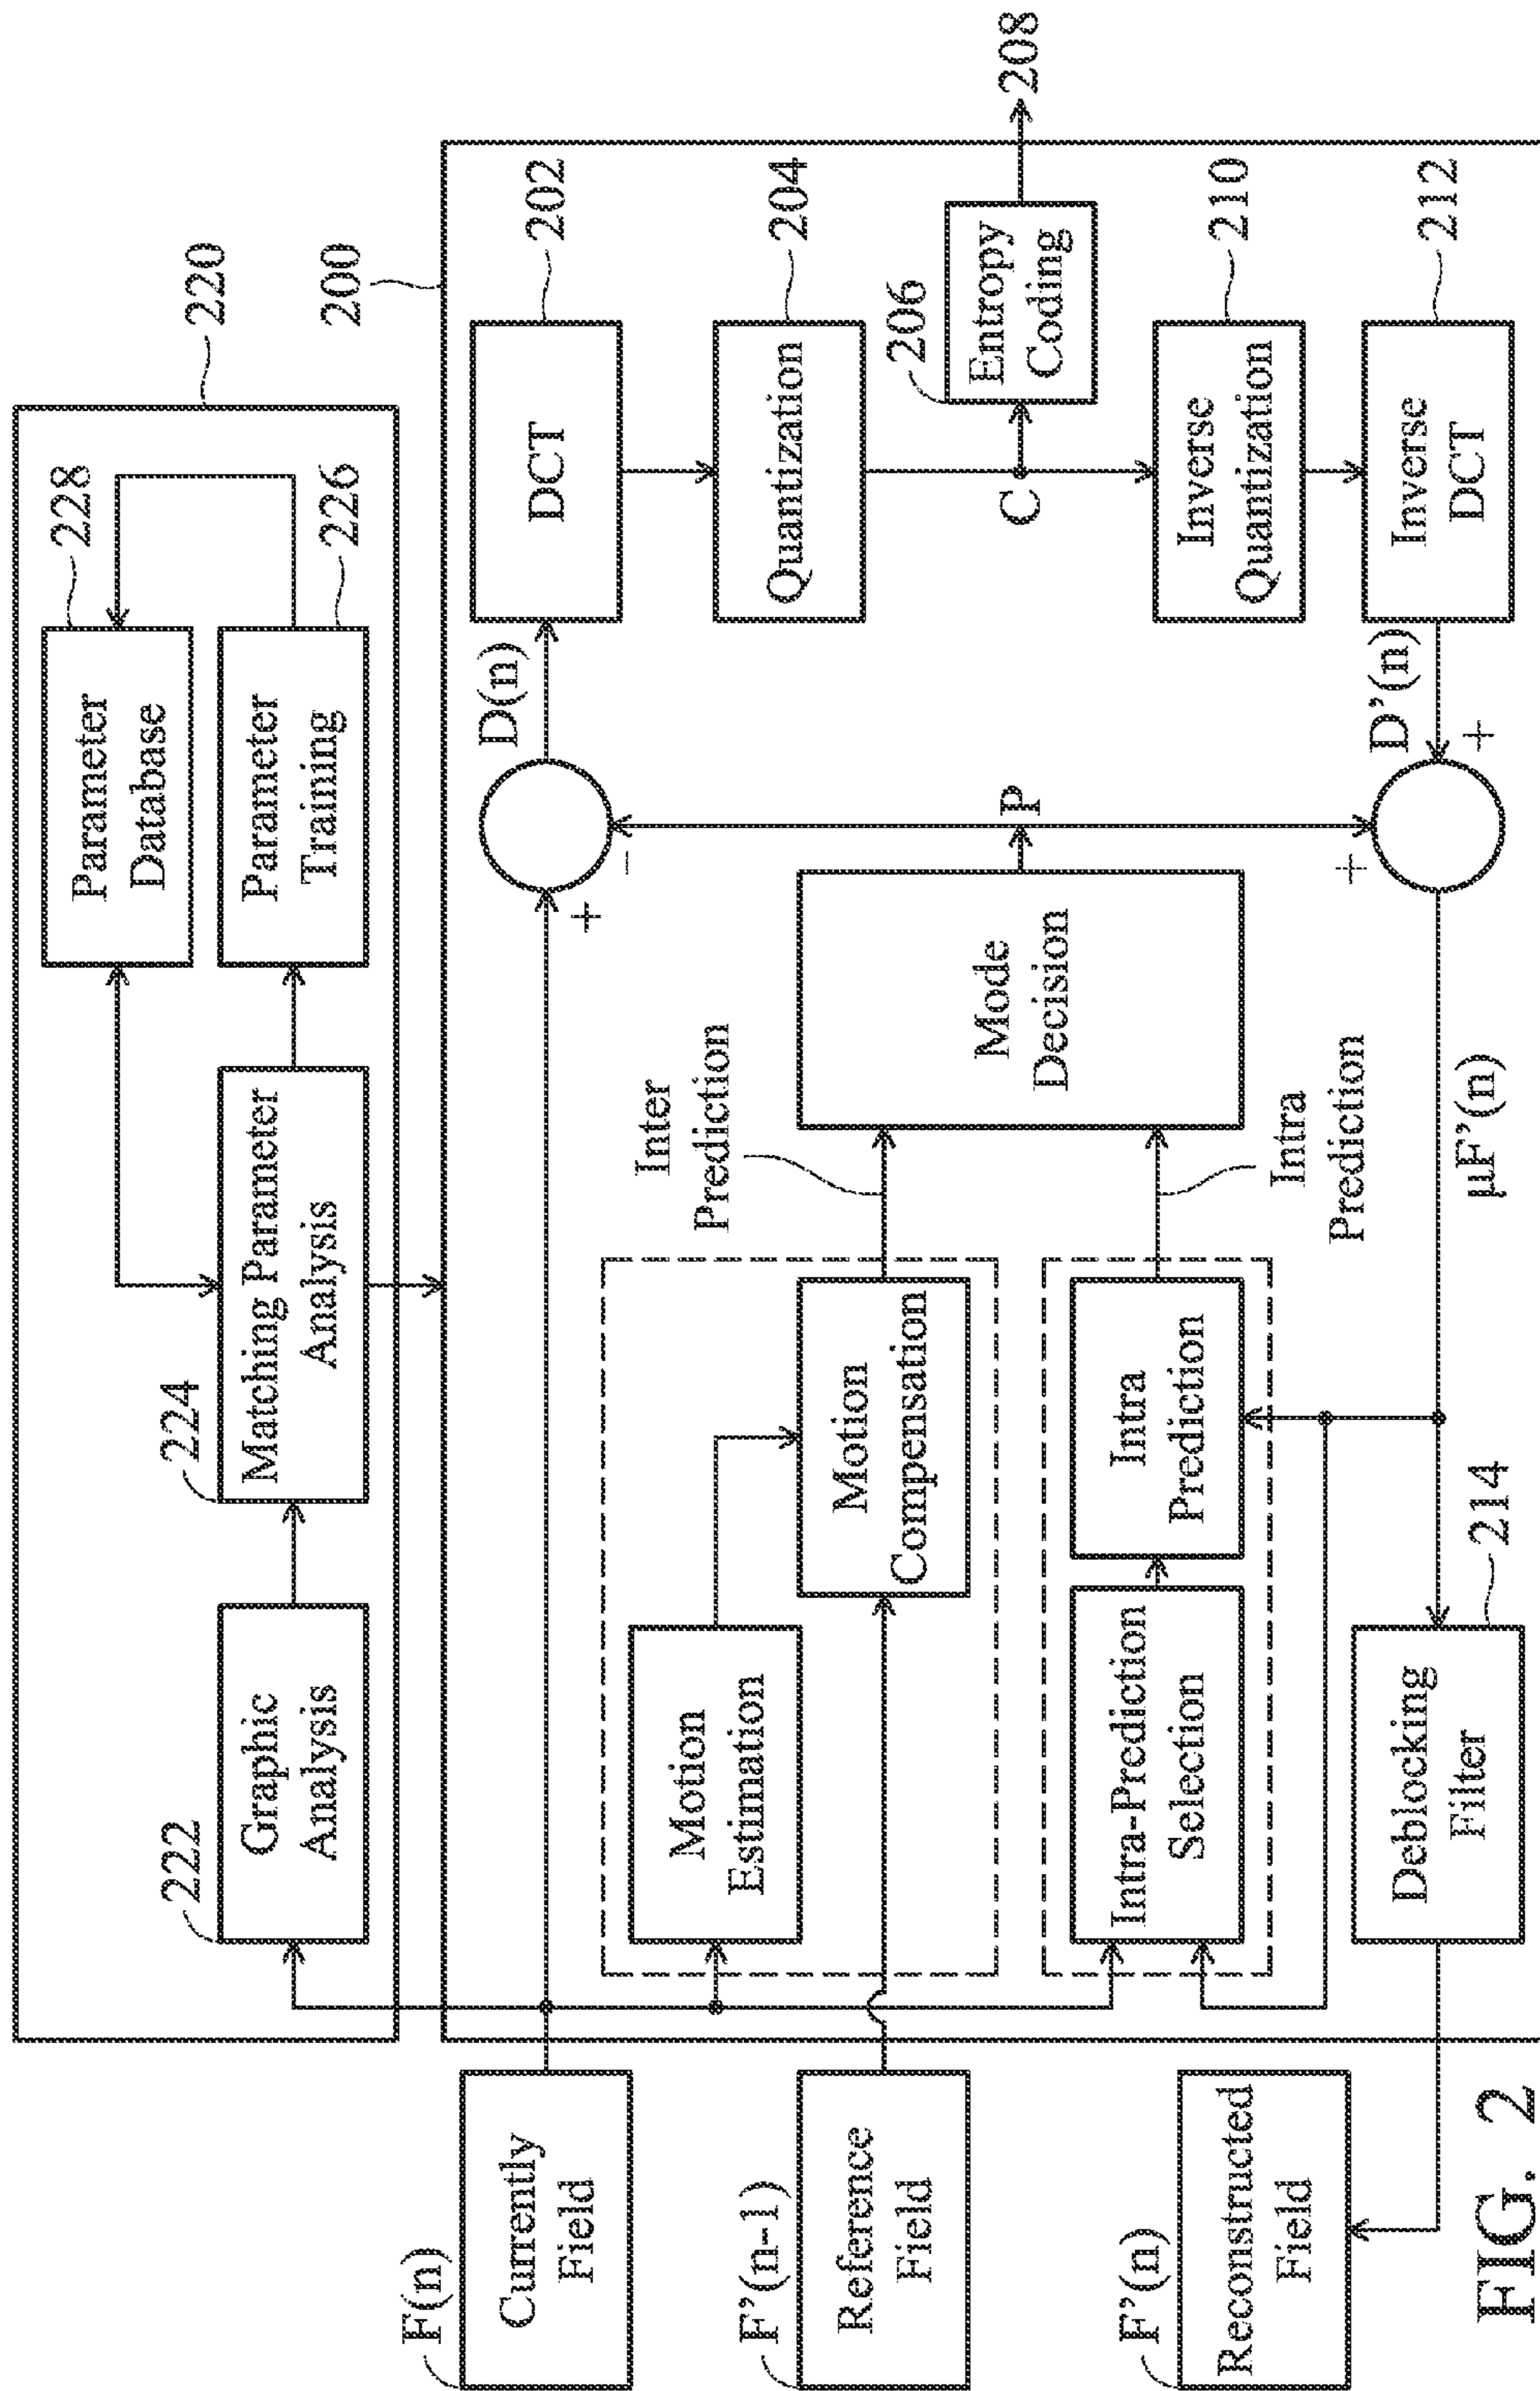 220
228
Parameter
Database
222
Graphic
Analysis
224
Matching Parameter
Analysis
Parameter
Training
226
200
F(n)
Currently
Field
+
-
D(n)
DCT
202
Motion
Estimation
Inter
Prediction
Quantization
204
F'(n-1)
Reference
Field
Motion
Compensation
Mode
Decision
P
C
206
Entropy
Coding
208
Intra-Prediction
Selection
Intra
Prediction
Intra
Prediction
Inverse
Quantization
210
F'(n)
Reconstructed
Field
Deblocking
Filter
214
μF'(n)
+
+
D'(n)
Inverse
DCT
212
FIG. 2